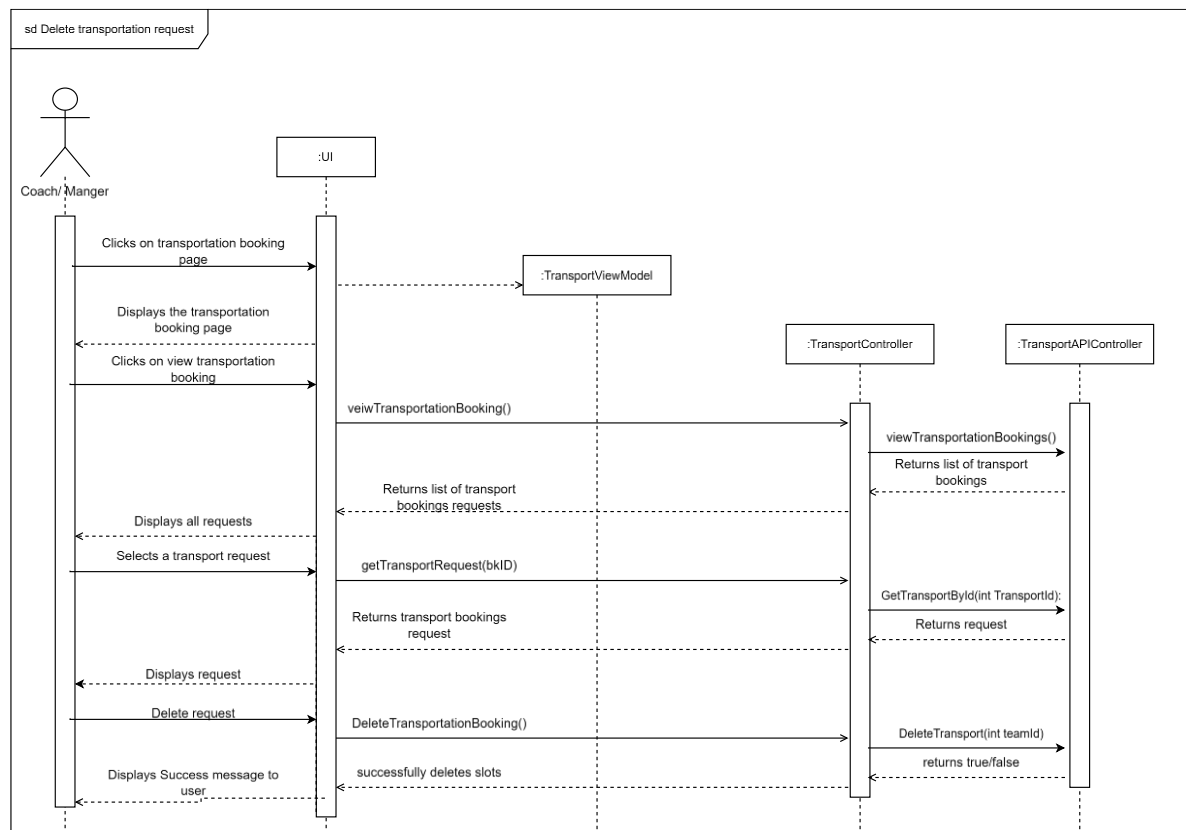 sd Delete transportation request
Coach/ Manger
:UI
Clicks on transportation booking
page
:TransportViewModel
Displays the transportation
booking page
:TransportController
:TransportAPIController
Clicks on view transportation
booking
veiwTransportationBooking()
viewTransportationBookings()
Returns list of transport
bookings
Returns list of transport
bookings requests
Displays all requests
Selects a transport request
getTransportRequest(bkID)
GetTransportById(int TransportId):
Returns transport bookings
request
Returns request
Displays request
Delete request
DeleteTransportationBooking()
DeleteTransport(int teamId)
returns true/false
successfully deletes slots
Displays Success message to
user